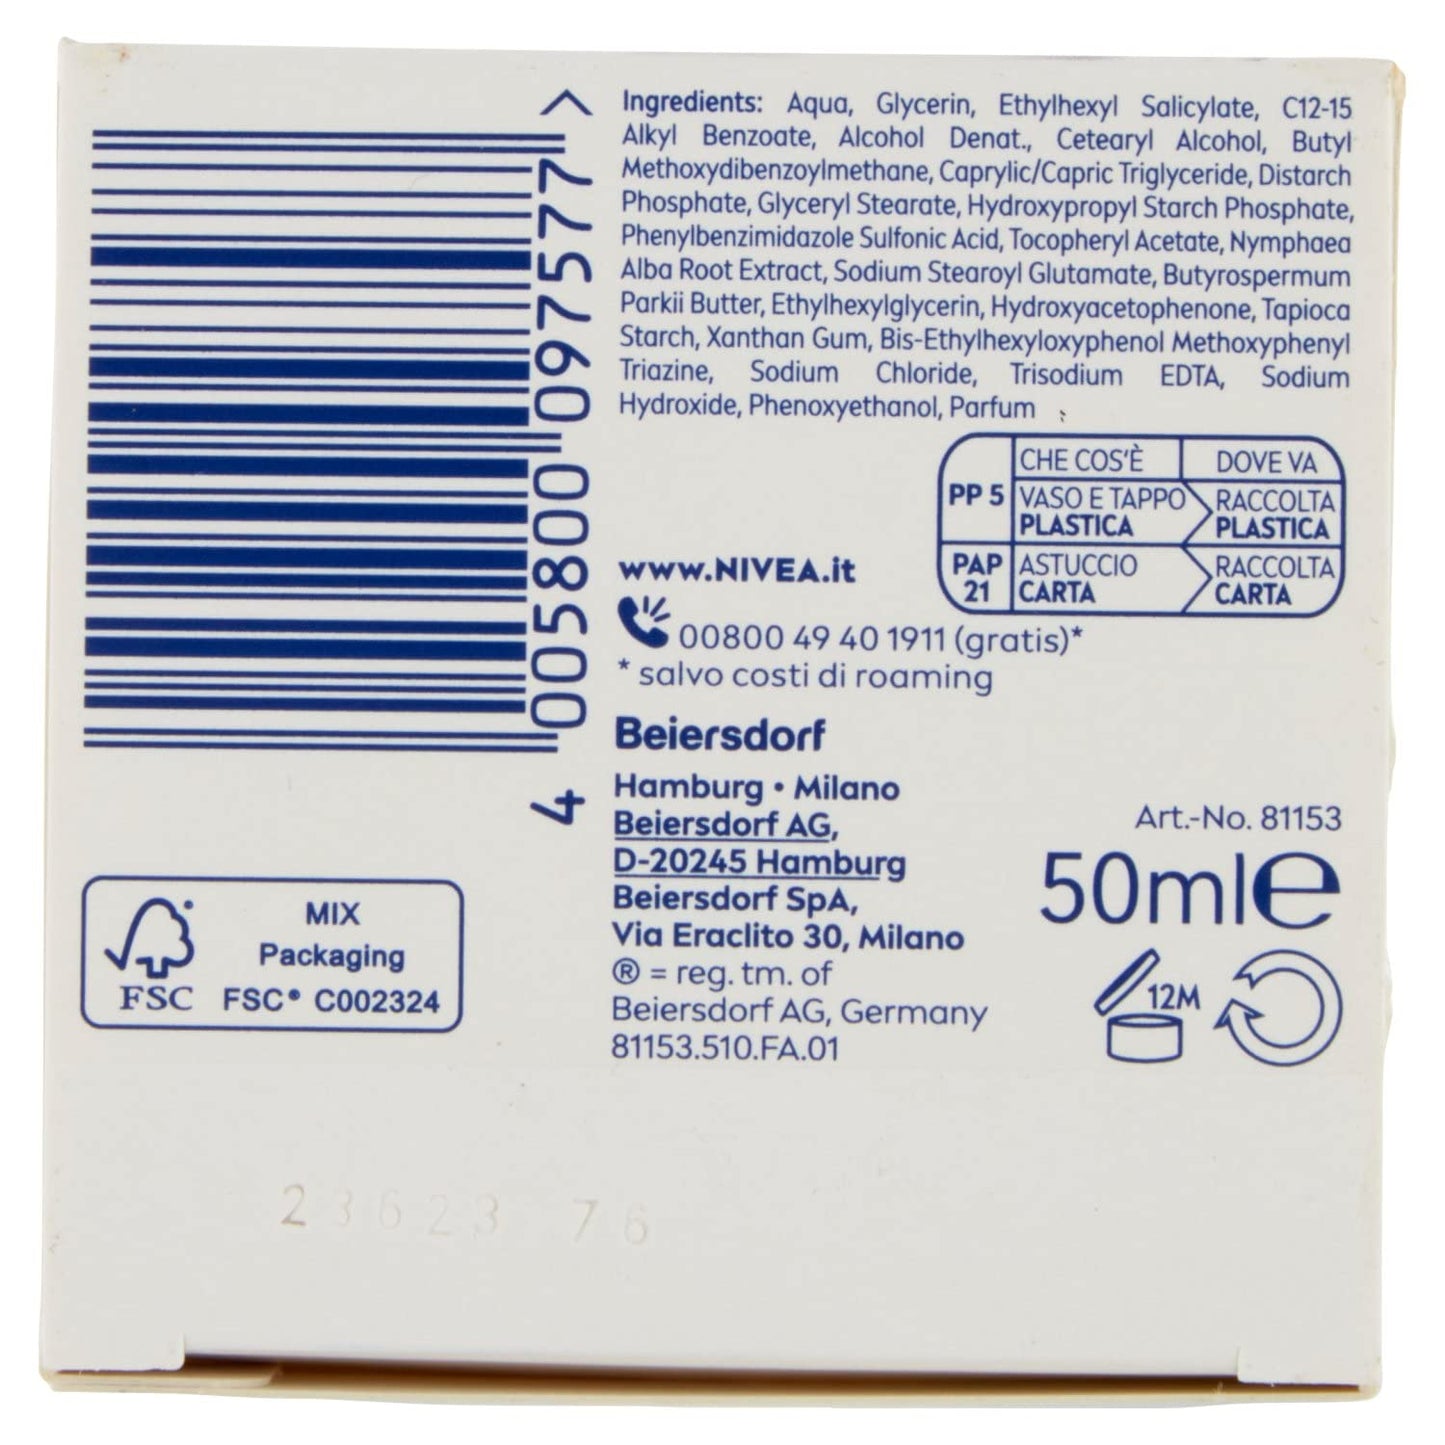 Ingredients: Aqua, Glycerin, Ethylhexyl Salicylate, C12-15
Alkyl Benzoate, Alcohol Denat., Cetearyl Alcohol, Butyl
Methoxydibenzoylmethane, Caprylic/Capric Triglyceride, Distarch
Phosphate, Glyceryl Stearate, Hydroxypropyl Starch Phosphate,
Phenylbenzimidazole Sulfonic Acid, Tocopheryl Acetate, Nymphaea
Alba Root Extract, Sodium Stearoyl Glutamate, Butyrospermum
Parkii Butter, Ethylhexylglycerin, Hydroxyacetophenone, Tapioca
Starch, Xanthan Gum, Bis-Ethylhexyloxyphenol Methoxyphenyl
Triazine, Sodium Chloride, Trisodium EDTA, Sodium
Hydroxide, Phenoxyethanol, Parfum
4 005800 097577 >
CHE COS'È DOVE VA
PP 5 VASO E TAPPO RACCOLTA
PLASTICA PLASTICA
PAP ASTUCCIO RACCOLTA
21 CARTA CARTA
www.NIVEA.it
00800 49 40 1911 (gratis)*
* salvo costi di roaming
Beiersdorf
Hamburg • Milano
Beiersdorf AG,
D-20245 Hamburg
Beiersdorf SpA,
Via Eraclito 30, Milano
® = reg. tm. of
Beiersdorf AG, Germany
81153.510.FA.01
Art.-No. 81153
50ml℮
12M
MIX
Packaging
FSC FSC® C002324
23623 76